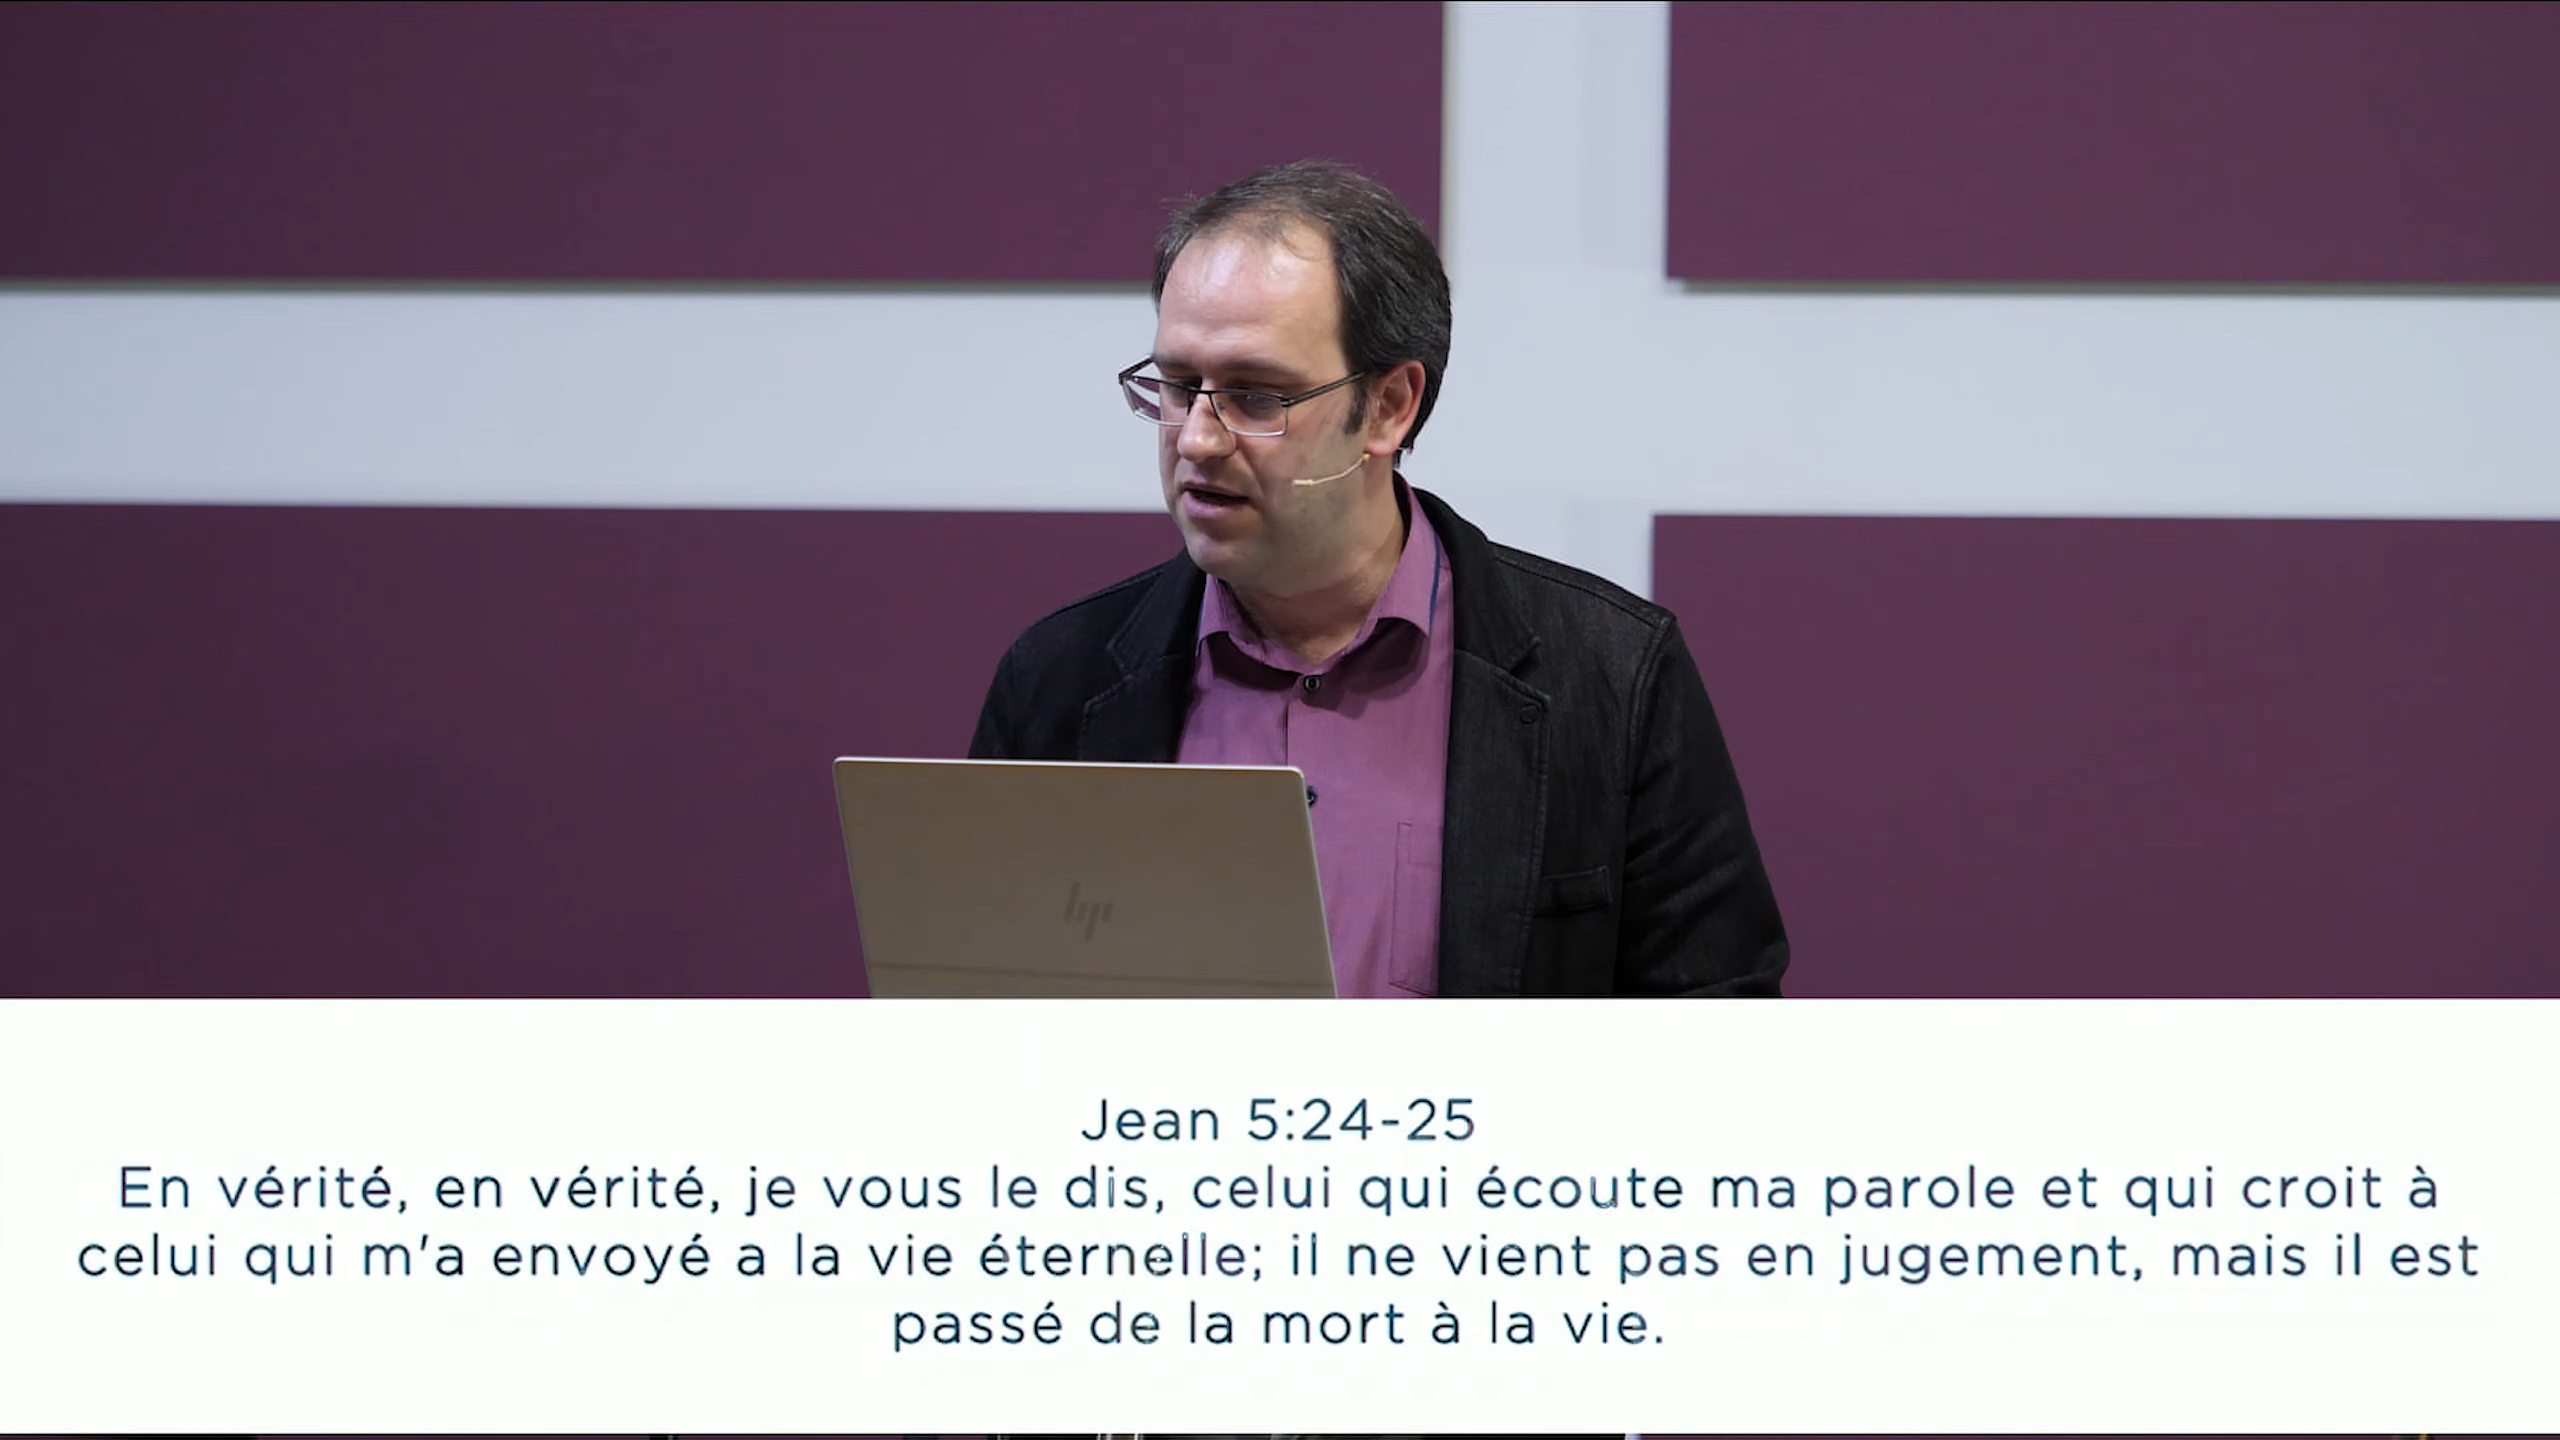 hp
Jean 5:24-25
En vérité, en vérité, je vous le dis, celui qui écoute ma parole et qui croit à
celui qui m'a envoyé a la vie éternelle; il ne vient pas en jugement, mais il est
passé de la mort à la vie.